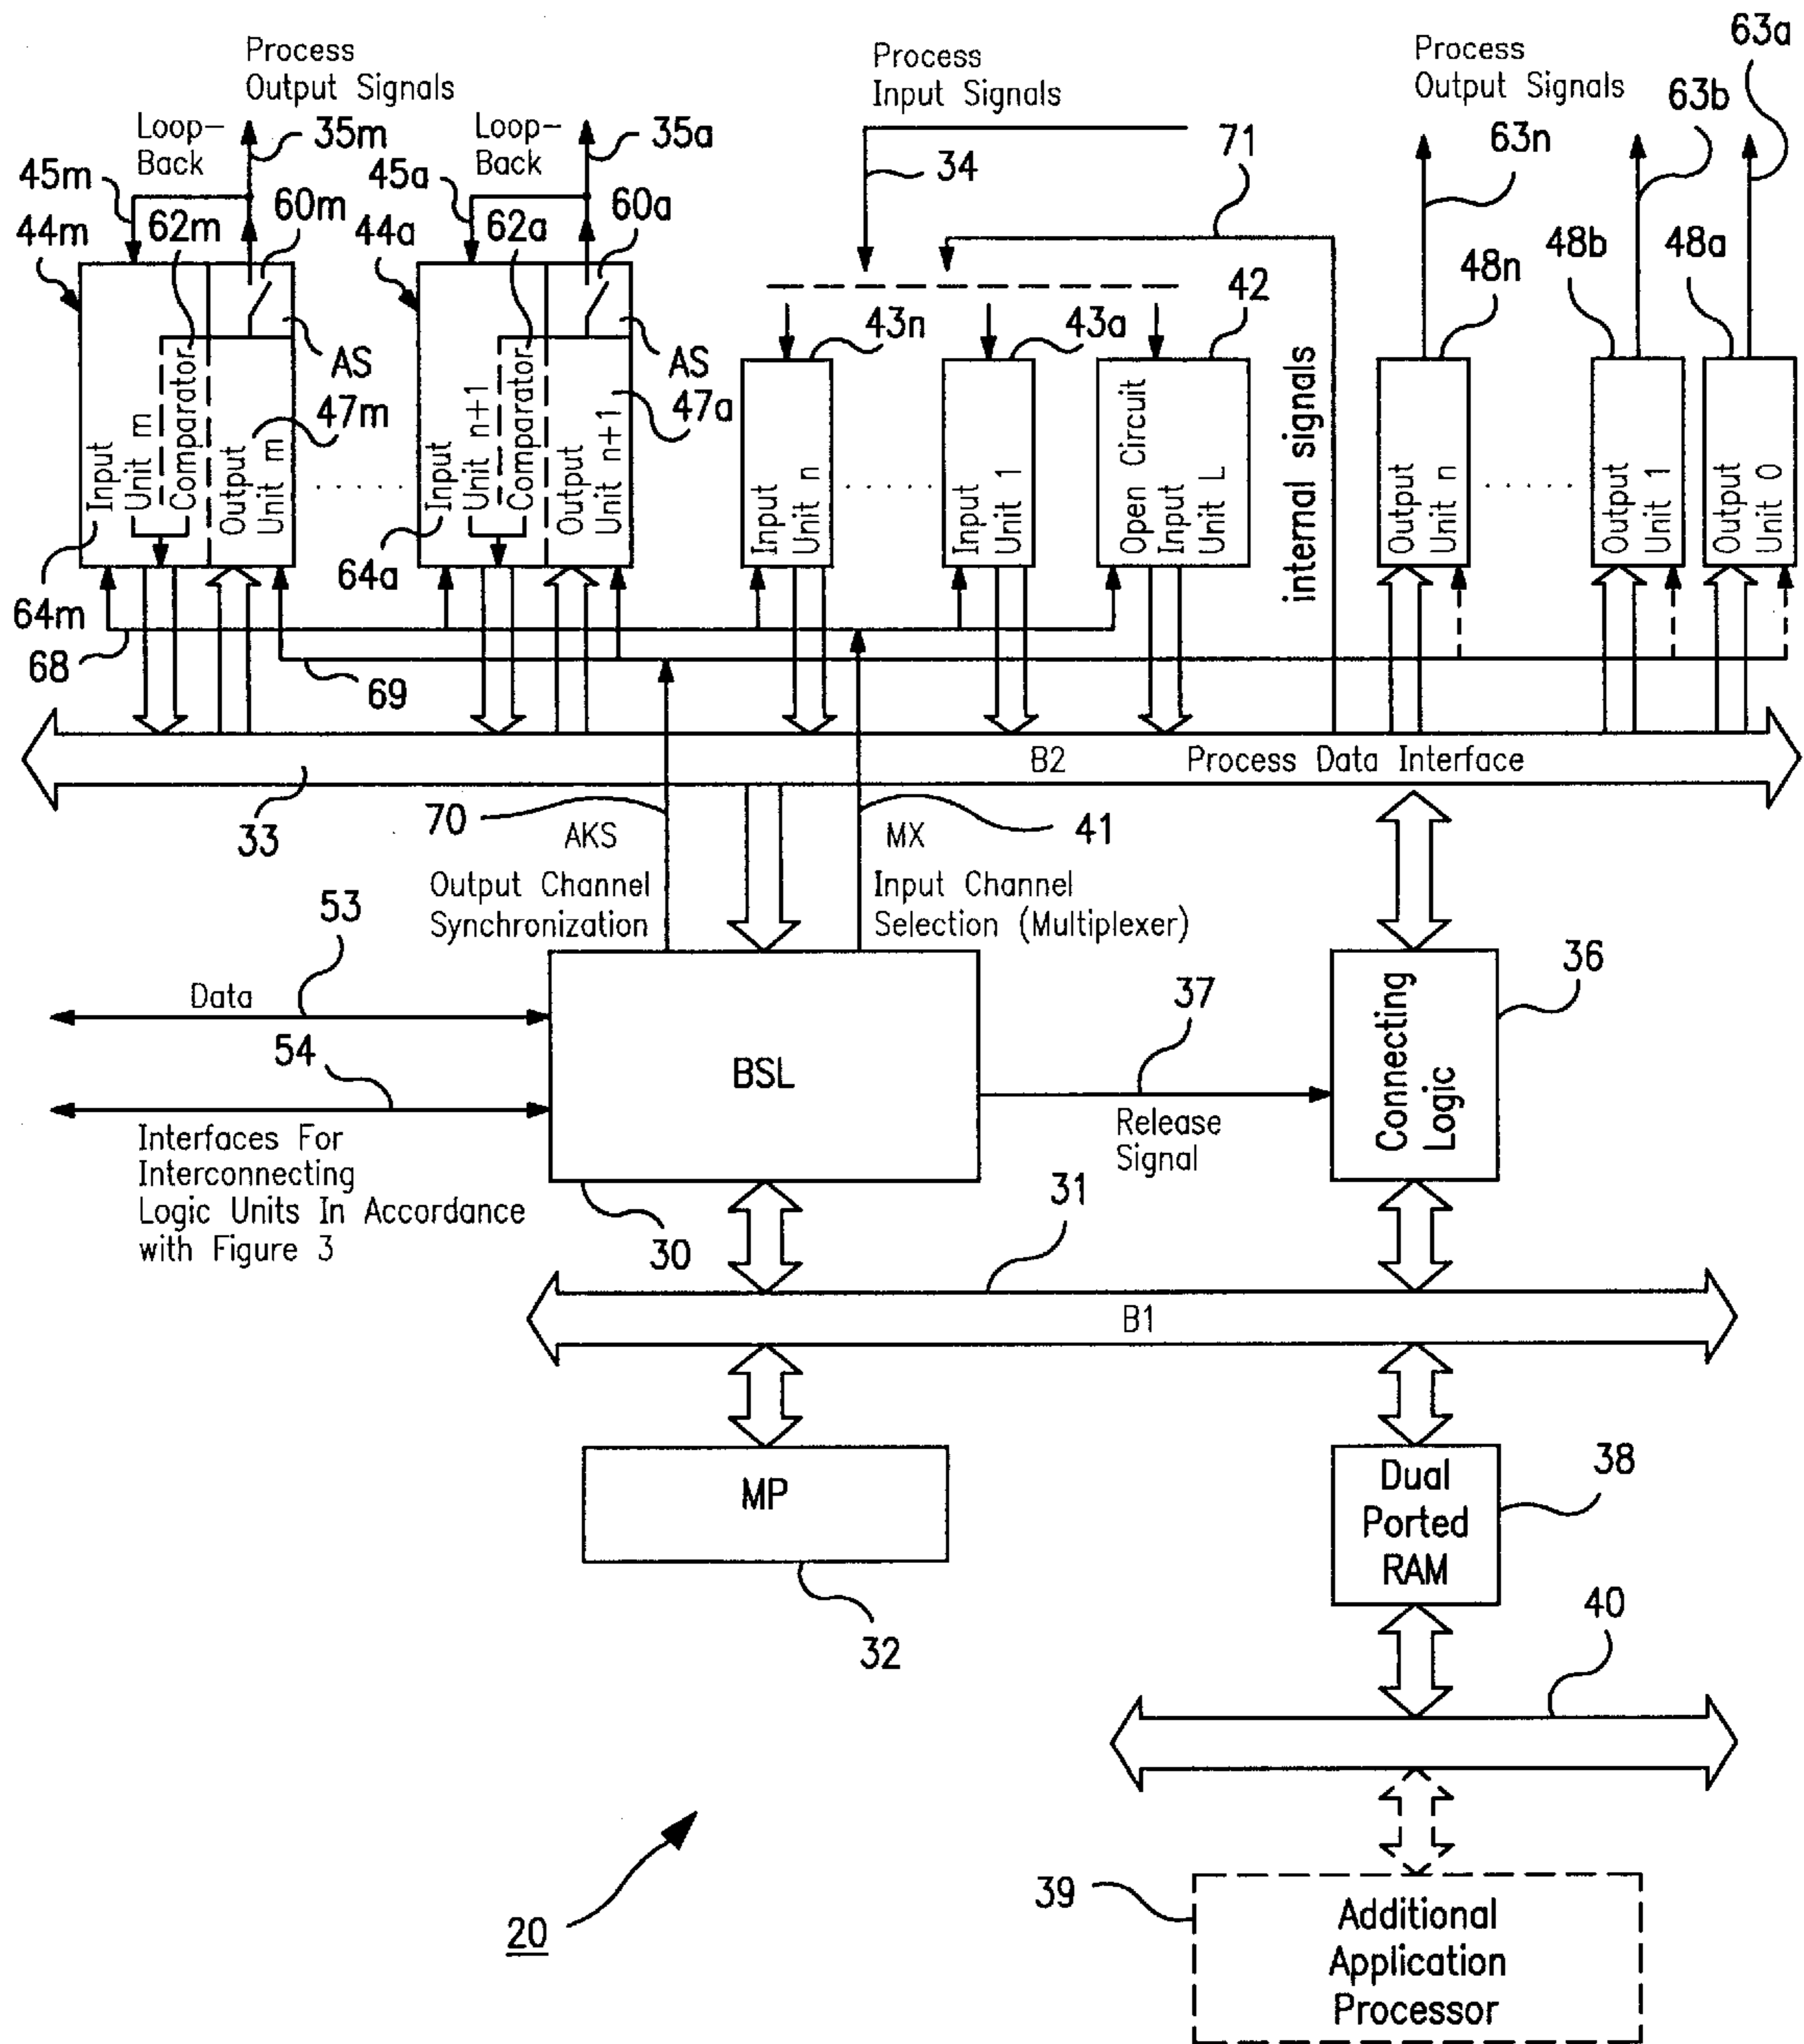 Process
Output Signals
Process
Input Signals
Process
Output Signals
63a
63b
63n
Loop-
Back
35m
Loop-
Back
35a
34
71
45m
60m
45a
60a
44m
62m
44a
62a
48b
48a
48n
42
43n
43a
AS
47m
AS
47a
Input
Unit m
Comparator
Output
Unit m
. . . . . .
Input
Unit n+1
Comparator
Output
Unit n+1
Input
Unit n
. . . . . .
Input
Unit 1
Open Circuit
Input
Unit L
internal signals
Output
Unit n
. . . . . .
Output
Unit 1
Output
Unit 0
64m
64a
68
69
B2
Process Data Interface
33
70
AKS
MX
41
Output Channel
Synchronization
Input Channel
Selection (Multiplexer)
53
Data
54
Interfaces For
Interconnecting
Logic Units In Accordance
with Figure 3
BSL
30
37
Release
Signal
36
Connecting
Logic
31
B1
MP
32
Dual
Ported
RAM
38
40
20
39
Additional
Application
Processor